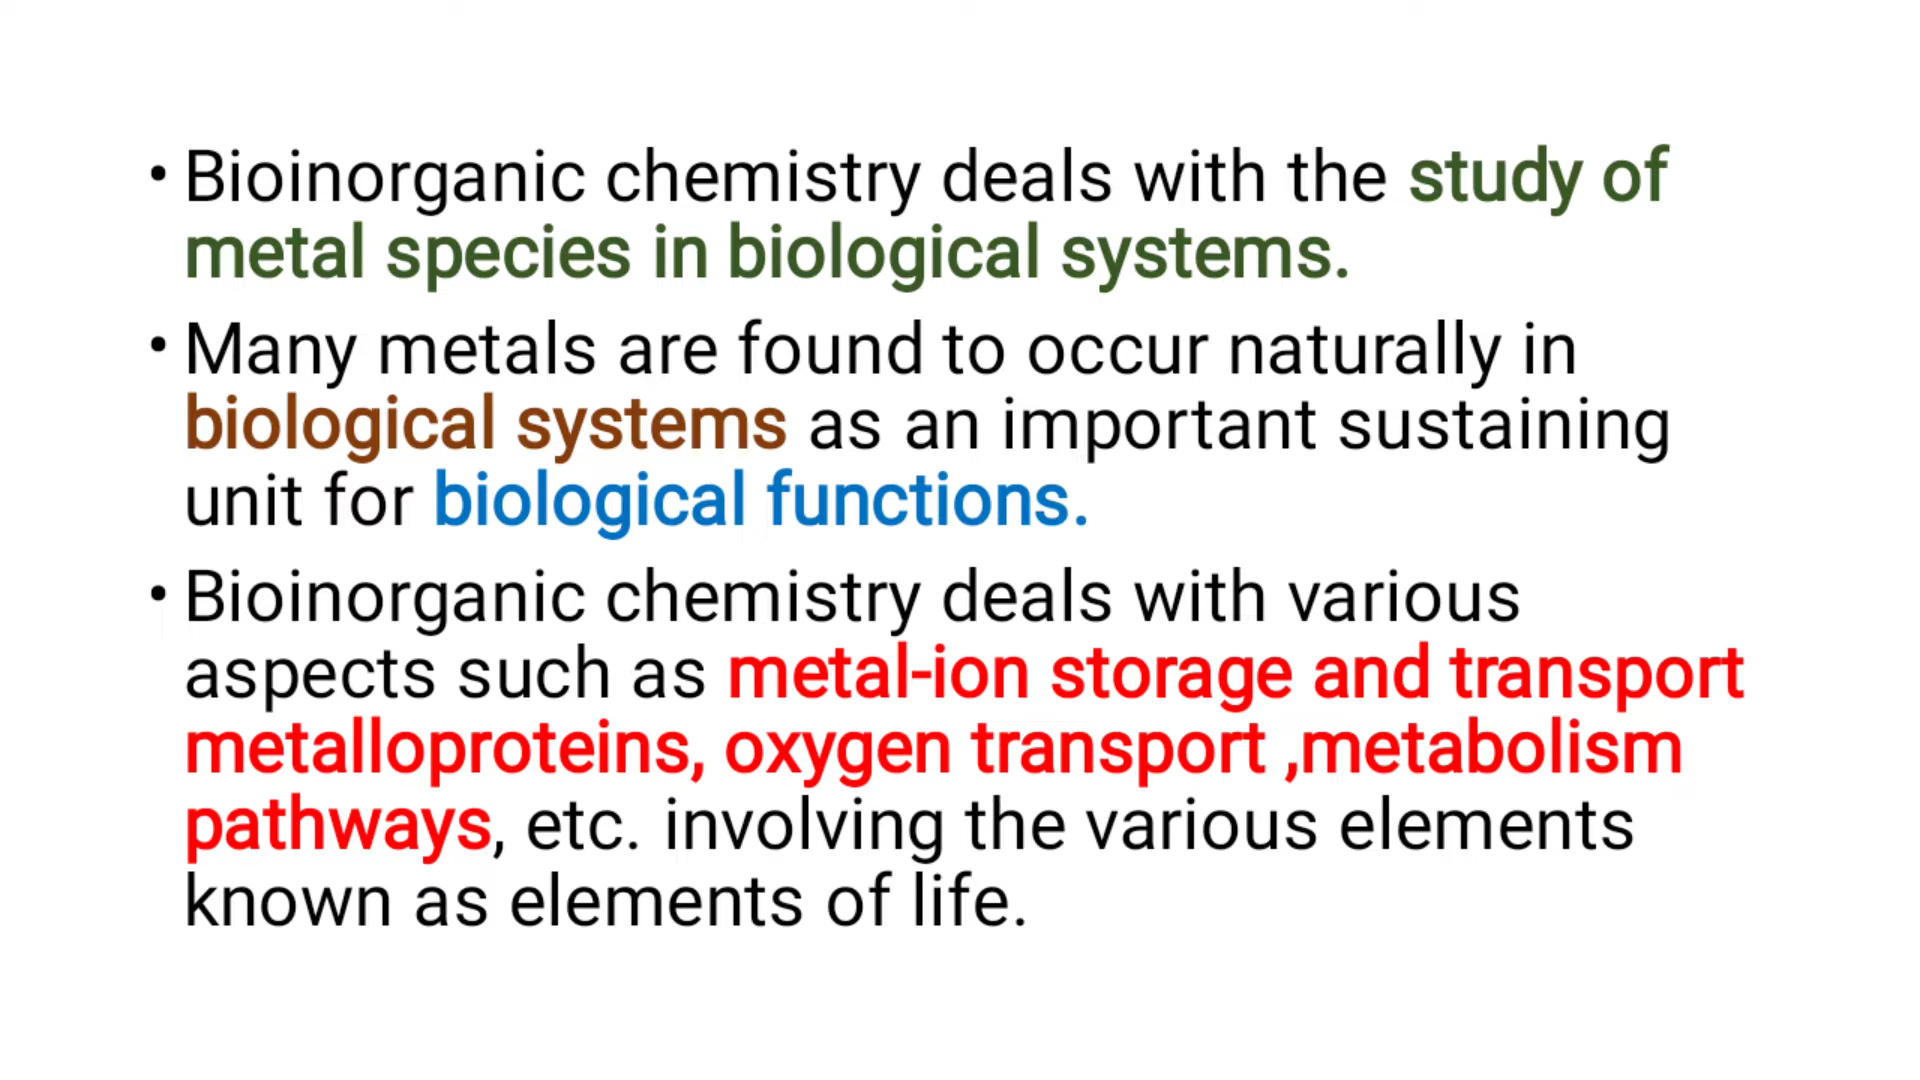 • Bioinorganic chemistry deals with the study of
metal species in biological systems.
• Many metals are found to occur naturally in
biological systems as an important sustaining
unit for biological functions.
• Bioinorganic chemistry deals with various
aspects such as metal-ion storage and transport
metalloproteins, oxygen transport ,metabolism
pathways, etc. involving the various elements
known as elements of life.